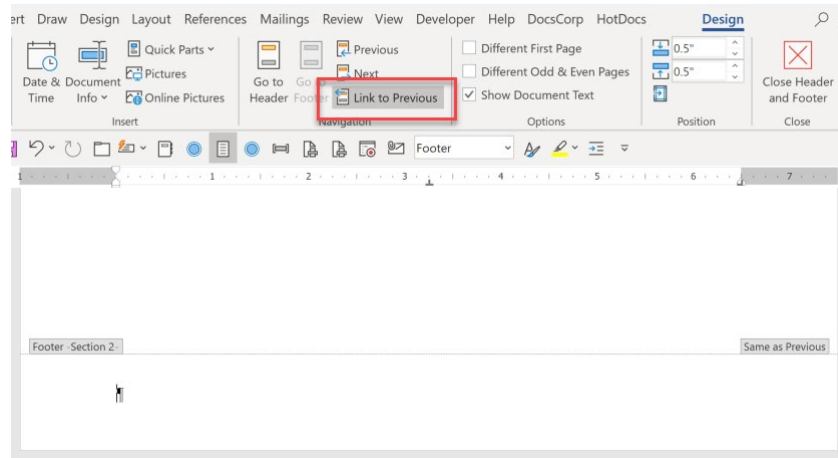 ert Draw Design Layout References Mailings Review View Developer Help DocsCorp HotDocs Design
Date & Time
Document Info
Quick Parts
Pictures
Online Pictures
Insert
Go to Header
Go to Footer
Previous
Next
Link to Previous
Navigation
Different First Page
Different Odd & Even Pages
Show Document Text
Options
0.5"
0.5"
Position
Close Header and Footer
Close
Footer
1 1 2 3 4 5 6 7
Footer -Section 2-
Same as Previous
¶